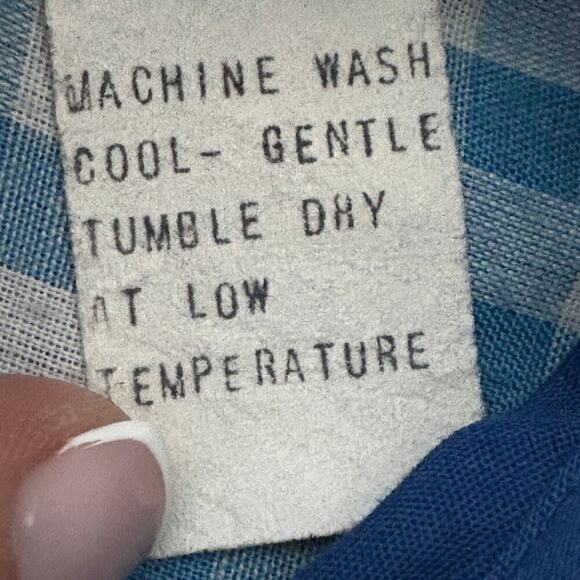 MACHINE WASH
COOL- GENTLE
TUMBLE DRY
AT LOW
TEMPERATURE